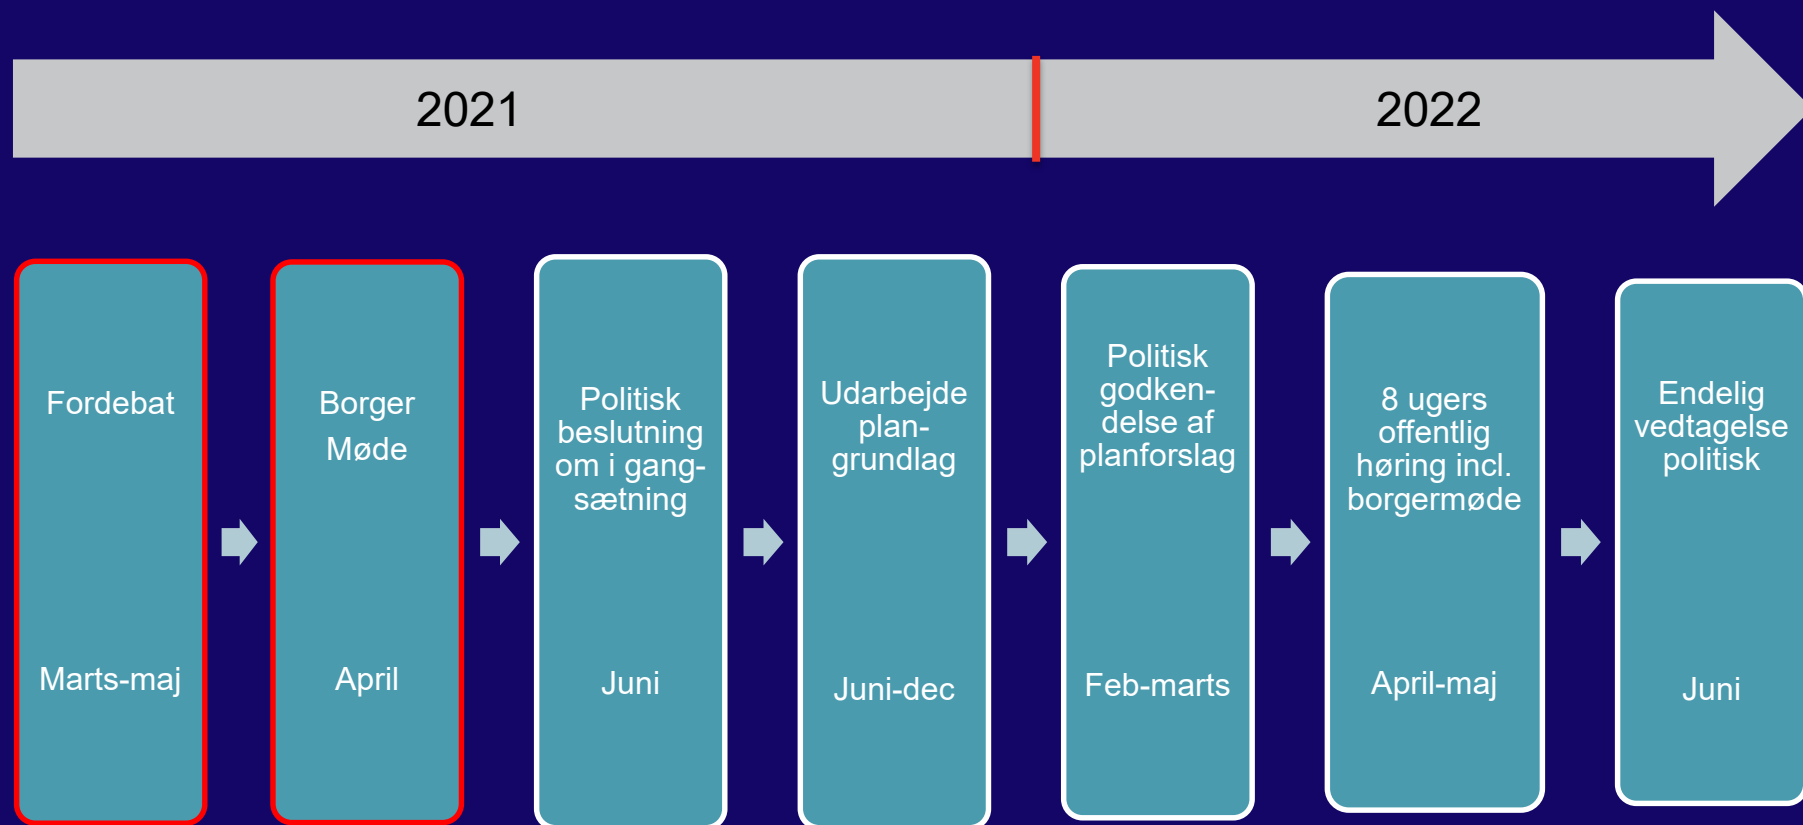 2021
2022
Fordebat
Marts-maj
Borger
Møde
April
Politisk
beslutning
om i gang-
sætning
Juni
Udarbejde
plan-
grundlag
Juni-dec
Politisk
godken-
delse af
planforslag
Feb-marts
8 ugers
offentlig
høring incl.
borgermøde
April-maj
Endelig
vedtagelse
politisk
Juni